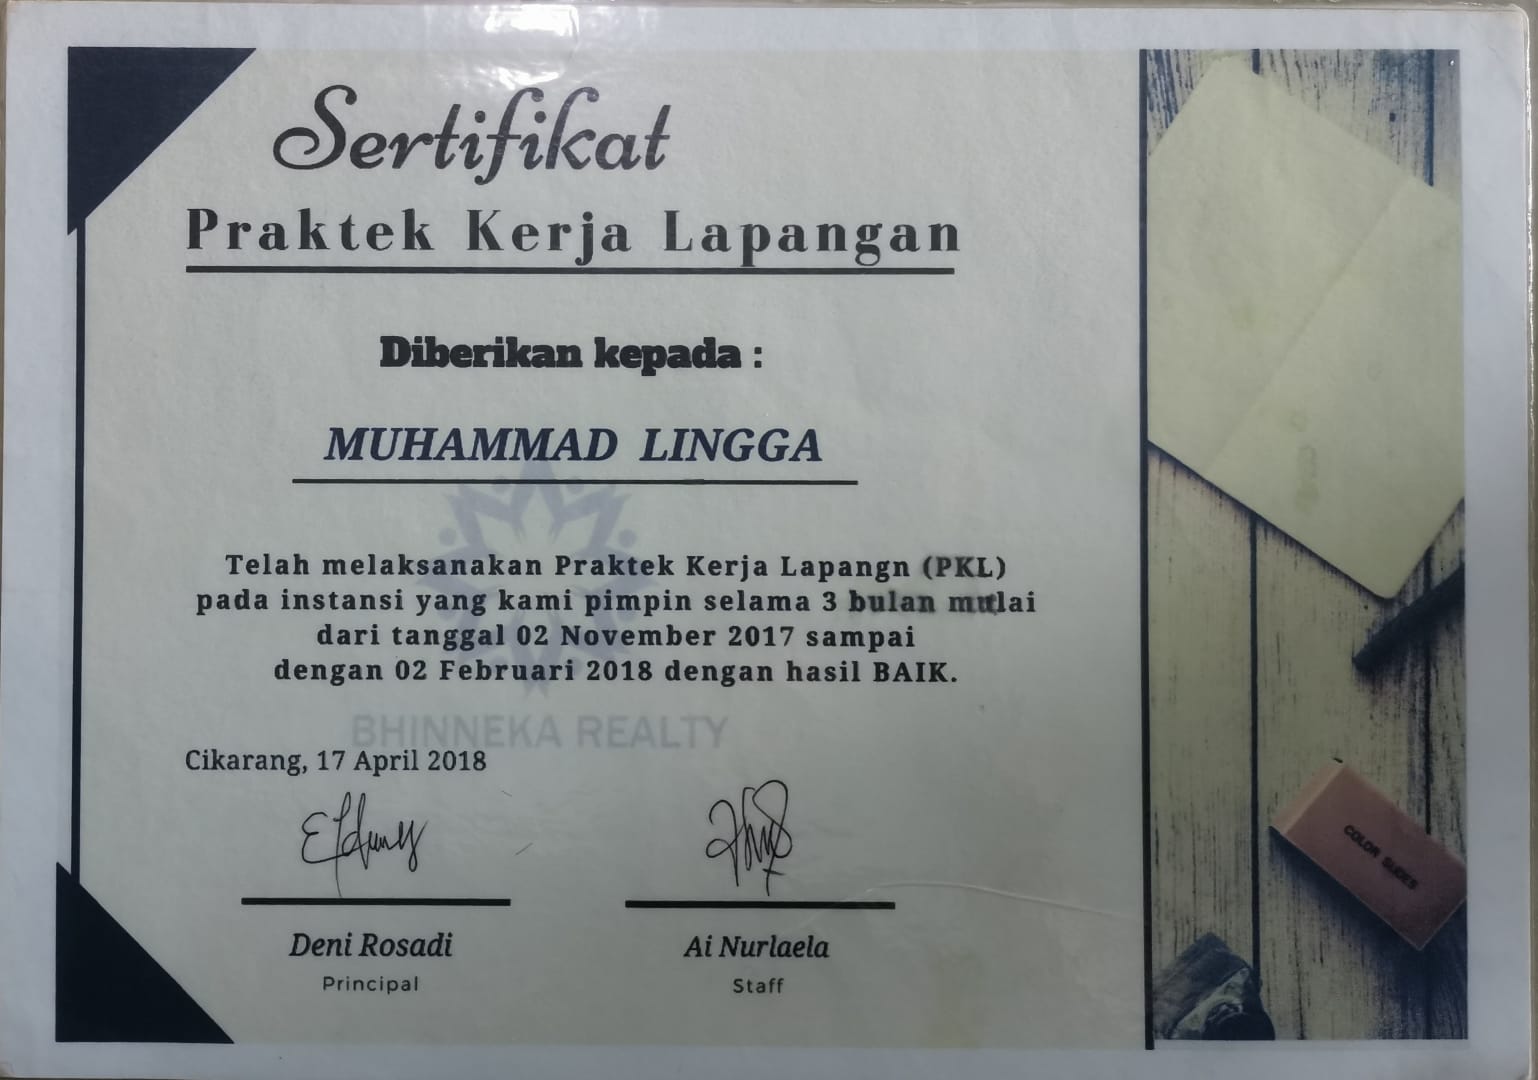 Sertifikat
Praktek Kerja Lapangan
Diberikan kepada :
MUHAMMAD LINGGA
Telah melaksanakan Praktek Kerja Lapangn (PKL)
pada instansi yang kami pimpin selama 3 bulan mulai
dari tanggal 02 November 2017 sampai
dengan 02 Februari 2018 dengan hasil BAIK.
BHINNEKA REALTY
Cikarang, 17 April 2018
Deni Rosadi
Principal
Ai Nurlaela
Staff
COLOR SLIDES